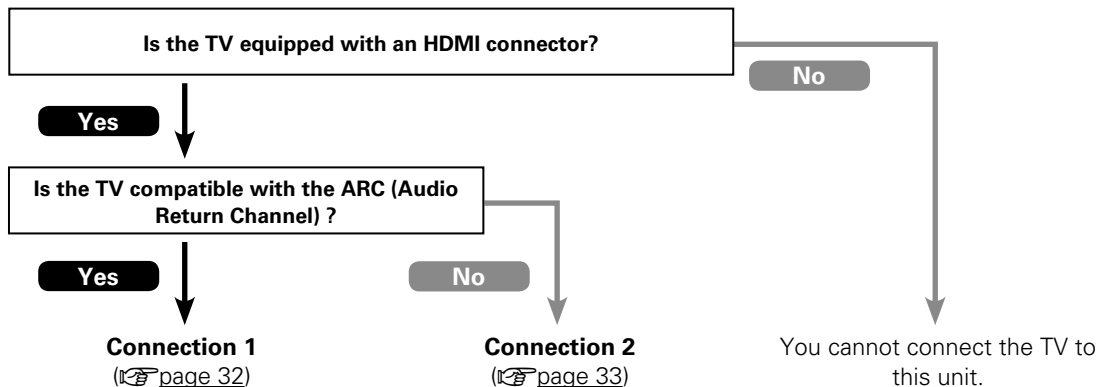 Is the TV equipped with an HDMI connector?
No
Yes
Is the TV compatible with the ARC (Audio
Return Channel) ?
Yes
No
Connection 1
(page 32)
Connection 2
(page 33)
You cannot connect the TV to
this unit.